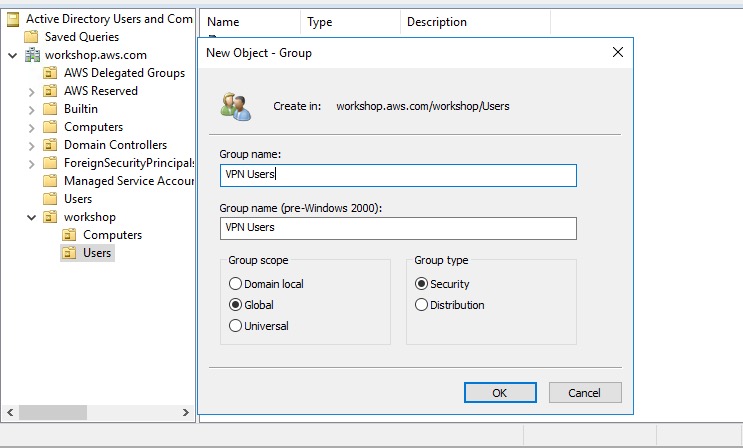 Active Directory Users and Com
Saved Queries
workshop.aws.com
AWS Delegated Groups
AWS Reserved
Builtin
Computers
Domain Controllers
ForeignSecurityPrincipals
Managed Service Accour
Users
workshop
Computers
Users
Name Type Description
New Object - Group
Create in: workshop.aws.com/workshop/Users
Group name:
VPN Users
Group name (pre-Windows 2000):
VPN Users
Group scope
Domain local
Global
Universal
Group type
Security
Distribution
OK Cancel